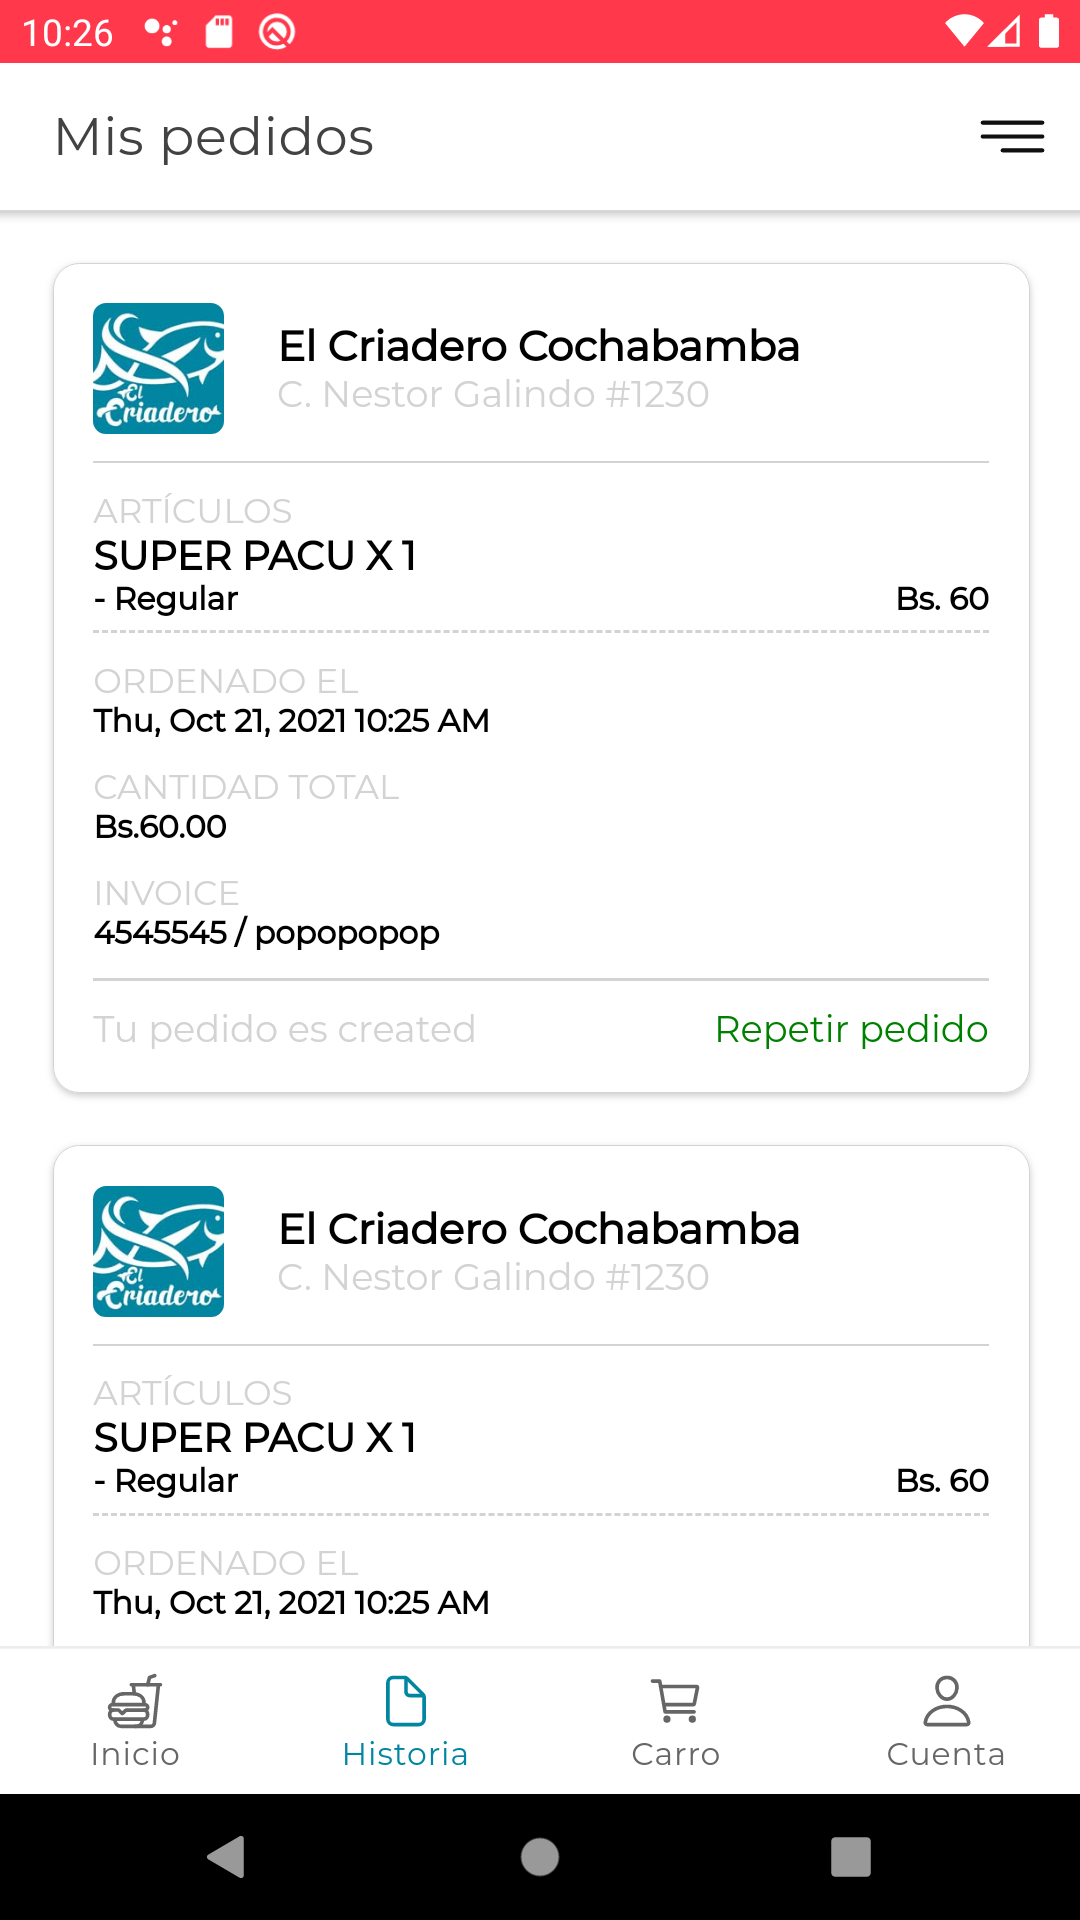 10:26
Mis pedidos
El Criadero
El Criadero Cochabamba
C. Nestor Galindo #1230
ARTÍCULOS
SUPER PACU X 1
- Regular Bs. 60
ORDENADO EL
Thu, Oct 21, 2021 10:25 AM
CANTIDAD TOTAL
Bs.60.00
INVOICE
4545545 / popopopop
Tu pedido es created Repetir pedido
El Criadero
El Criadero Cochabamba
C. Nestor Galindo #1230
ARTÍCULOS
SUPER PACU X 1
- Regular Bs. 60
ORDENADO EL
Thu, Oct 21, 2021 10:25 AM
Inicio Historia Carro Cuenta